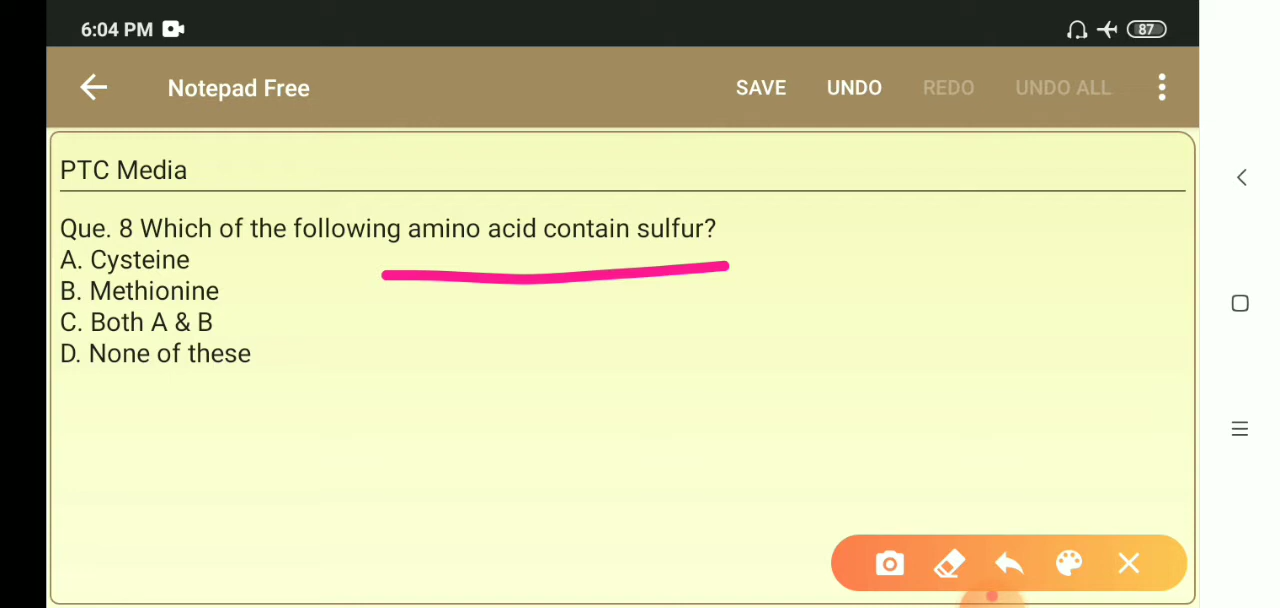 6:04 PM 87
Notepad Free SAVE UNDO REDO UNDO ALL
PTC Media
Que. 8 Which of the following amino acid contain sulfur?
A. Cysteine
B. Methionine
C. Both A & B
D. None of these